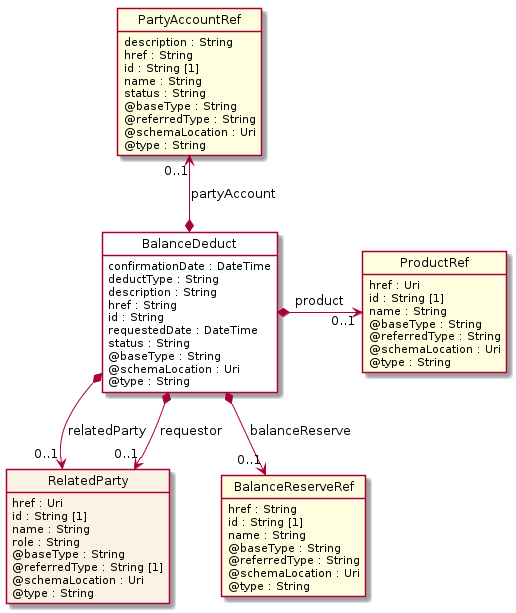 PartyAccountRef
description : String
href : String
id : String [1]
name : String
status : String
@baseType : String
@referredType : String
@schemaLocation : Uri
@type : String
0..1
partyAccount
BalanceDeduct
confirmationDate : DateTime
deductType : String
description : String
href : String
id : String
requestedDate : DateTime
status : String
@baseType : String
@schemaLocation : Uri
@type : String
product
0..1
ProductRef
href : Uri
id : String [1]
name : String
@baseType : String
@referredType : String
@schemaLocation : Uri
@type : String
relatedParty
0..1
requestor
0..1
balanceReserve
0..1
RelatedParty
href : Uri
id : String [1]
name : String
role : String
@baseType : String
@referredType : String [1]
@schemaLocation : Uri
@type : String
BalanceReserveRef
href : String
id : String [1]
name : String
@baseType : String
@referredType : String
@schemaLocation : Uri
@type : String